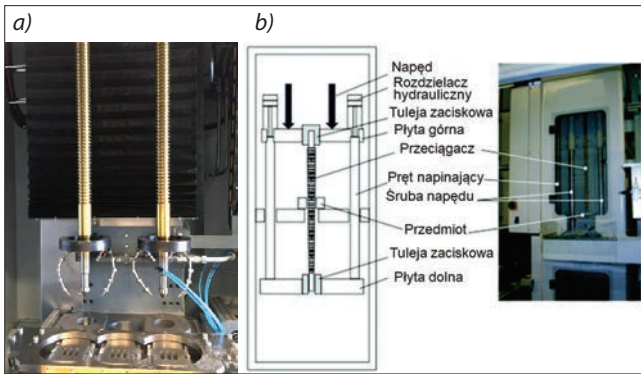 a)
b)
Napęd
Rozdzielacz
hydrauliczny
Tuleja zaciskowa
Płyta górna
Przeciągacz
Pręt napinający
Śruba napędu
Przedmiot
Tuleja zaciskowa
Płyta dolna